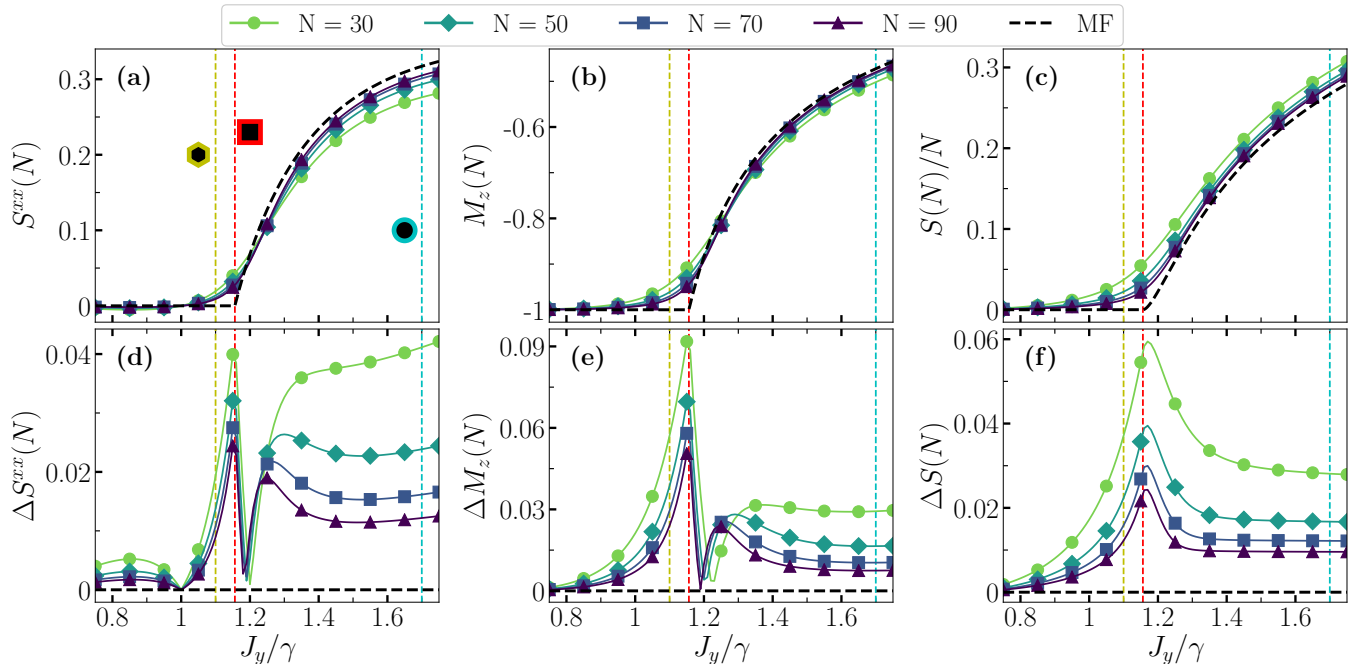 N = 30 N = 50 N = 70 N = 90 MF
(a) (b) (c)
S^{xx}(N)
0.3
0.2
0.1
0
M_z(N)
-0.6
-0.8
-1
S(N)/N
0.3
0.2
0.1
0
(d) (e) (f)
ΔS^{xx}(N)
0.04
0.02
0
ΔM_z(N)
0.09
0.06
0.03
0
ΔS(N)
0.06
0.04
0.02
0
0.8 1 1.2 1.4 1.6
0.8 1 1.2 1.4 1.6
0.8 1 1.2 1.4 1.6
J_y/γ J_y/γ J_y/γ